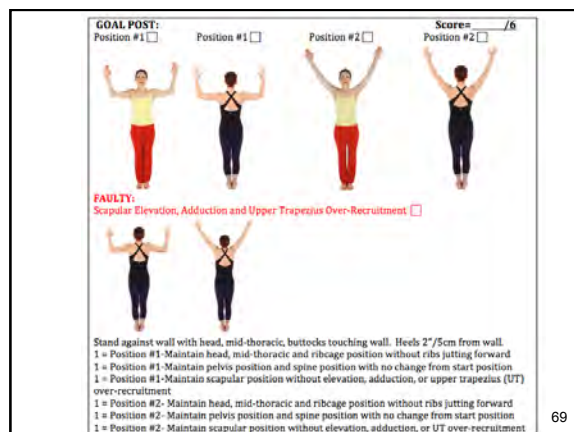 GOAL POST: Score=_____/6
Position #1 ☐ Position #1 ☐ Position #2 ☐ Position #2 ☐
FAULTY:
Scapular Elevation, Adduction and Upper Trapezius Over-Recruitment ☐
Stand against wall with head, mid-thoracic, buttocks touching wall. Heels 2"/5cm from wall.
1 = Position #1-Maintain head, mid-thoracic and ribcage position without ribs jutting forward
1 = Position #1-Maintain pelvis position and spine position with no change from start position
1 = Position #1-Maintain scapular position without elevation, adduction, or upper trapezius (UT)
over-recruitment
1 = Position #2- Maintain head, mid-thoracic and ribcage position without ribs jutting forward
1 = Position #2- Maintain pelvis position and spine position with no change from start position
1 = Position #2- Maintain scapular position without elevation, adduction, or UT over-recruitment
69